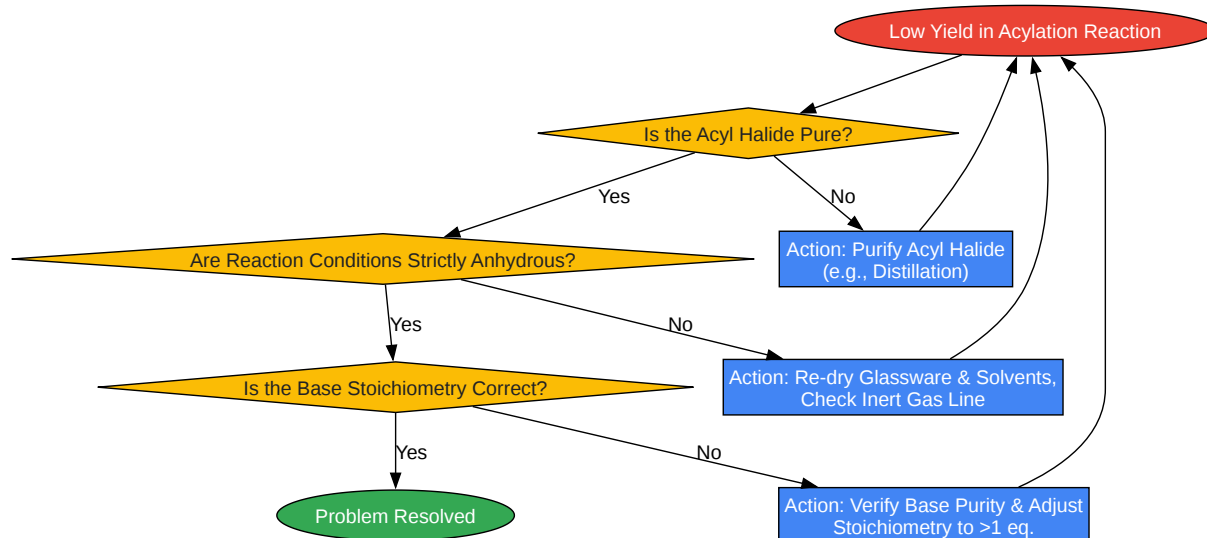 Low Yield in Acylation Reaction
Is the Acyl Halide Pure?
Yes
No
Action: Purify Acyl Halide
(e.g., Distillation)
Are Reaction Conditions Strictly Anhydrous?
Yes
No
Action: Re-dry Glassware & Solvents,
Check Inert Gas Line
Is the Base Stoichiometry Correct?
Yes
No
Action: Verify Base Purity & Adjust
Stoichiometry to >1 eq.
Problem Resolved